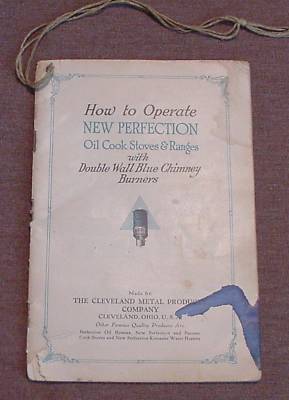 How to Operate
NEW PERFECTION
Oil Cook Stoves & Ranges
with
Double Wall Blue Chimney
Burners
Made by
THE CLEVELAND METAL PRODUC
COMPANY
CLEVELAND, OHIO, U. S. A.
Other Famous Quality Products Are
Perfection Oil Heaters, New Perfection and Puritan
Cook Stoves and New Perfection Kerosene Water Heaters